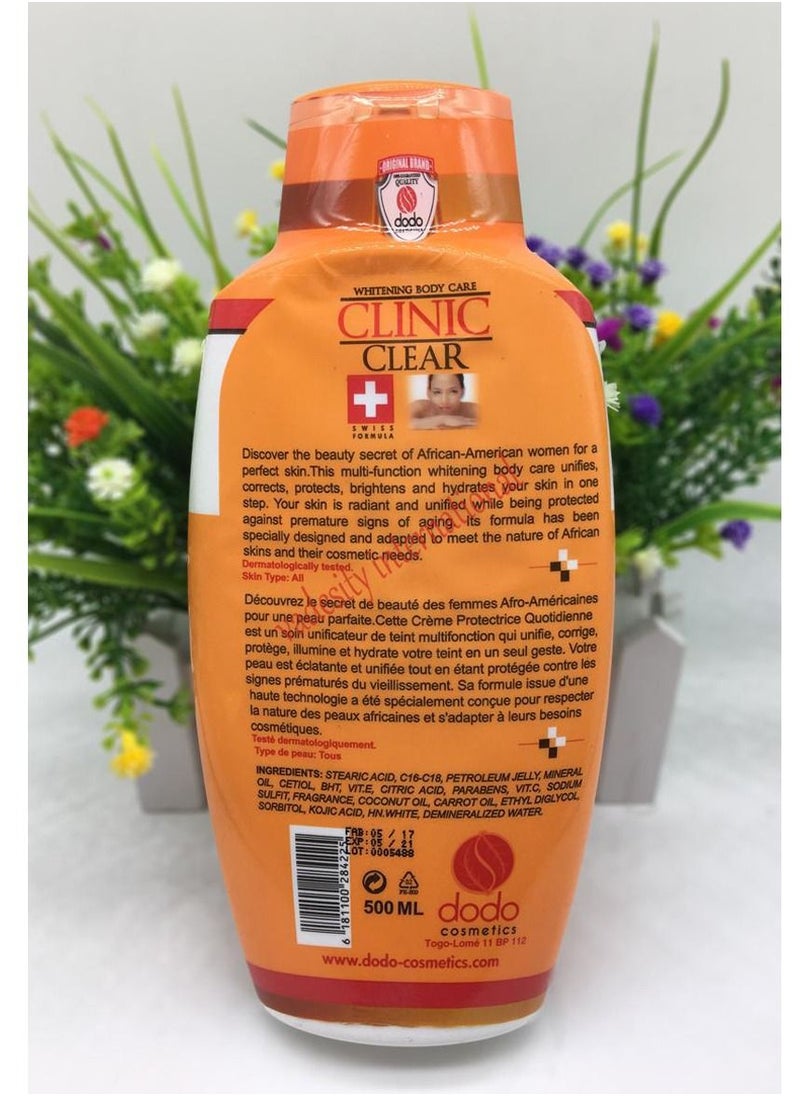 ORIGINAL BRAND
QUALITY
dodo
cosmetics
WHITENING BODY CARE
CLINIC
CLEAR
SWISS
FORMULA
Discover the beauty secret of African-American women for a
perfect skin.This multi-function whitening body care unifies,
corrects, protects, brightens and hydrates your skin in one
step. Your skin is radiant and unified while being protected
against premature signs of aging. Its formula has been
specially designed and adapted to meet the nature of African
skins and their cosmetic needs.
Dermatologically tested.
Skin Type: All
Découvrez le secret de beauté des femmes Afro-Américaines
pour une peau parfaite.Cette Crème Protectrice Quotidienne
est un soin unificateur de teint multifonction qui unifie, corrige,
protège, illumine et hydrate votre teint en un seul geste. Votre
peau est éclatante et unifiée tout en étant protégée contre les
signes prématurés du vieillissement. Sa formule issue d'une
haute technologie a été spécialement conçue pour respecter
la nature des peaux africaines et s'adapter à leurs besoins
cosmétiques.
Testé dermatologiquement.
Type de peau: Tous
INGREDIENTS: STEARIC ACID, C16-C18, PETROLEUM JELLY, MINERAL
OIL, CETIOL, BHT, VIT.E, CITRIC ACID, PARABENS, VIT.C, SODIUM
SULFIT, FRAGRANCE, COCONUT OIL, CARROT OIL, ETHYL DIGLYCOL,
SORBITOL, KOJIC ACID, HN.WHITE, DEMINERALIZED WATER.
FAB:05 / 17
EXP:05 / 21
LOT:0005488
6 181100 284225
500 ML
dodo
cosmetics
Togo-Lomé 11 BP 112
www.dodo-cosmetics.com